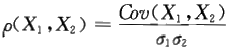 ρ(X₁,X₂) = Cov(X₁,X₂) / σ₁σ₂